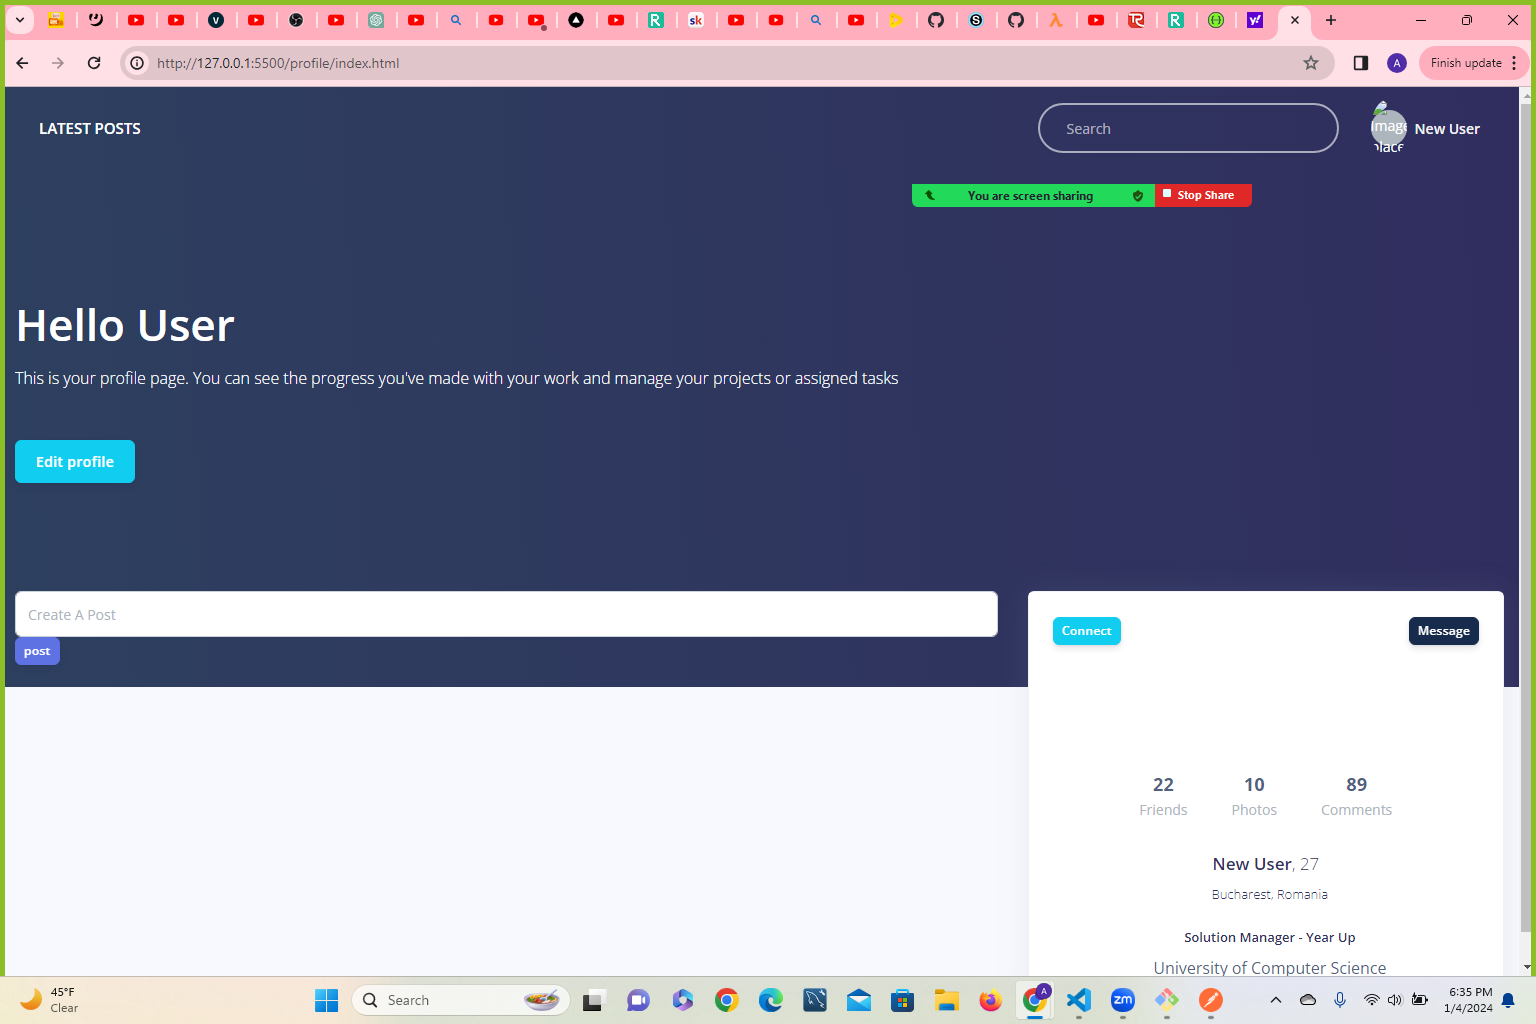 sk
y!
http://127.0.0.1:5500/profile/index.html
A
Finish update
LATEST POSTS
Search
Image
place
New User
You are screen sharing
Stop Share
Hello User
This is your profile page. You can see the progress you've made with your work and manage your projects or assigned tasks
Edit profile
Create A Post
post
Connect
Message
22
10
89
Friends
Photos
Comments
New User, 27
Bucharest, Romania
Solution Manager - Year Up
University of Computer Science
45°F
Clear
Search
A
zm
6:35 PM
1/4/2024